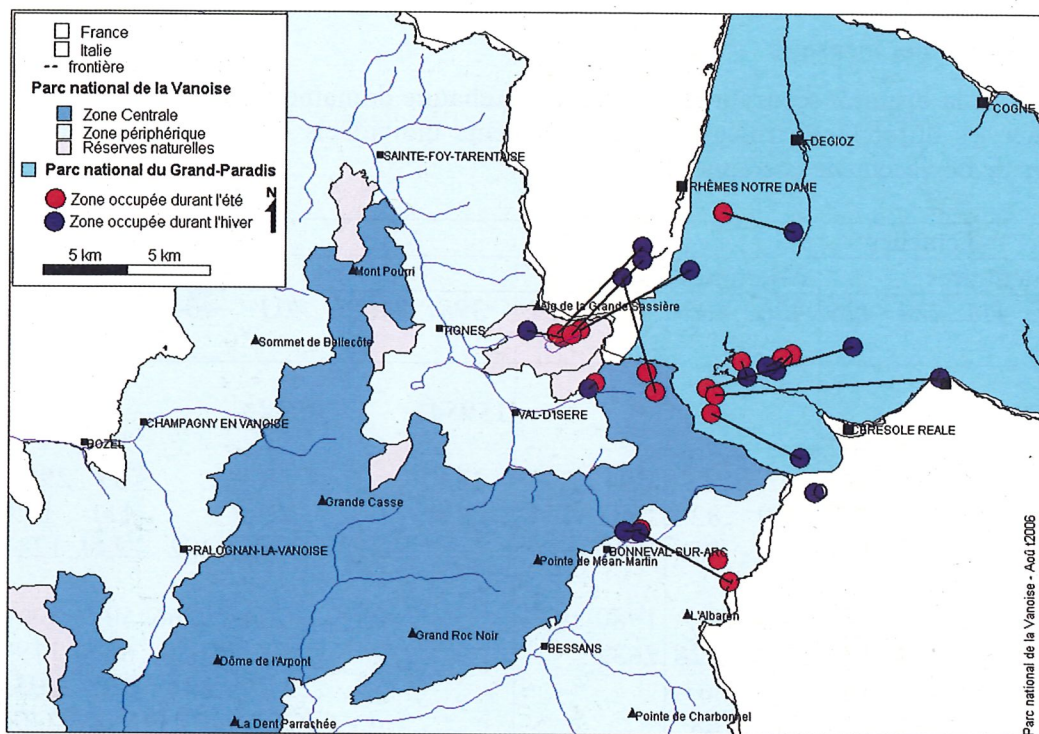 France
Italie
frontière
Parc national de la Vanoise
Zone Centrale
Zone périphérique
Réserves naturelles
Parc national du Grand-Paradis
N
Zone occupée durant l'été
Zone occupée durant l'hiver
5 km 5 km
COGNE
DEGIOZ
SAINTE-FOY-TARENTAISE
RHÊMES NOTRE DAME
Mont Pourri
Aig de la Grande Sassière
TIGNES
Sommet de Bellecôte
VAL-D'ISERE
CHAMPAGNY EN VANOISE
CERESOLE REALE
BOZEL
Grande Casse
PRALOGNAN-LA-VANOISE
BONNEVAL-SUR-ARC
Pointe de Méan-Martin
L'Albaron
Grand Roc Noir
BESSANS
Dôme de l'Arpont
Pointe de Charbonnel
La Dent Parrachée
Parc national de la Vanoise - Août2006